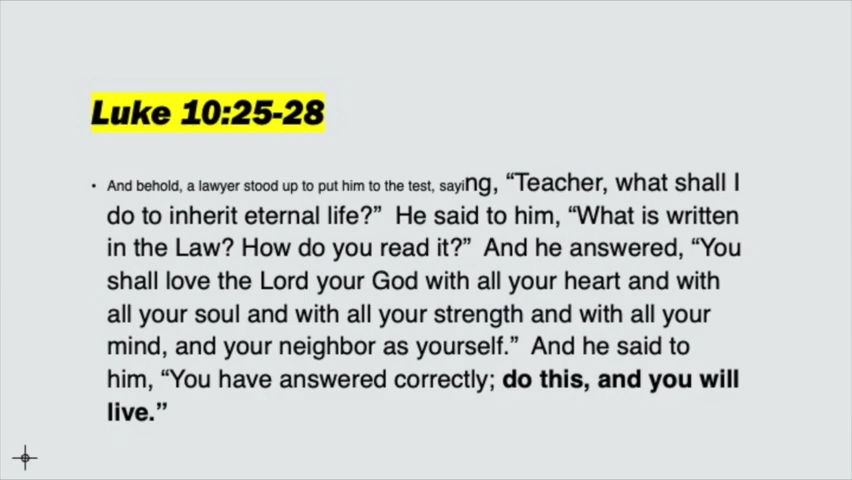 Luke 10:25-28
• And behold, a lawyer stood up to put him to the test, saying, “Teacher, what shall I
do to inherit eternal life?”  He said to him, “What is written
in the Law? How do you read it?”  And he answered, “You
shall love the Lord your God with all your heart and with
all your soul and with all your strength and with all your
mind, and your neighbor as yourself.”  And he said to
him, “You have answered correctly; do this, and you will
live.”